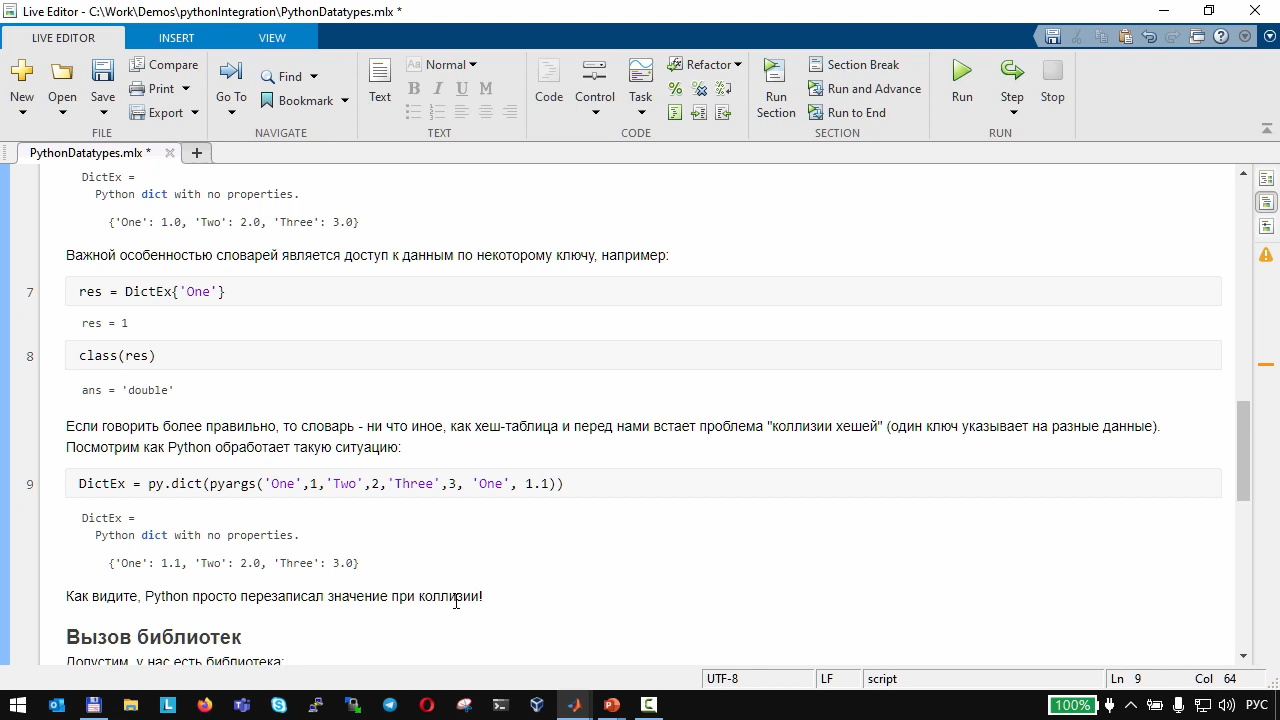 Live Editor - C:\Work\Demos\pythonIntegration\PythonDatatypes.mlx *
LIVE EDITOR INSERT VIEW
New Open Save Compare Print Export
FILE
Go To Find Bookmark
NAVIGATE
Text Aa Normal B I U M
TEXT
Code Control Task Refactor
CODE
Run Section Section Break Run and Advance Run to End
SECTION
Run Step Stop
RUN
PythonDatatypes.mlx *
DictEx =
Python dict with no properties.
{'One': 1.0, 'Two': 2.0, 'Three': 3.0}
Важной особенностью словарей является доступ к данным по некоторому ключу, например:
7 res = DictEx{'One'}
res = 1
8 class(res)
ans = 'double'
Если говорить более правильно, то словарь - ни что иное, как хеш-таблица и перед нами встает проблема "коллизии хешей" (один ключ указывает на разные данные).
Посмотрим как Python обработает такую ситуацию:
9 DictEx = py.dict(pyargs('One',1,'Two',2,'Three',3, 'One', 1.1))
DictEx =
Python dict with no properties.
{'One': 1.1, 'Two': 2.0, 'Three': 3.0}
Как видите, Python просто перезаписал значение при коллизии!
Вызов библиотек
Допустим, у нас есть библиотека:
UTF-8 LF script Ln 9 Col 64
100% РУС